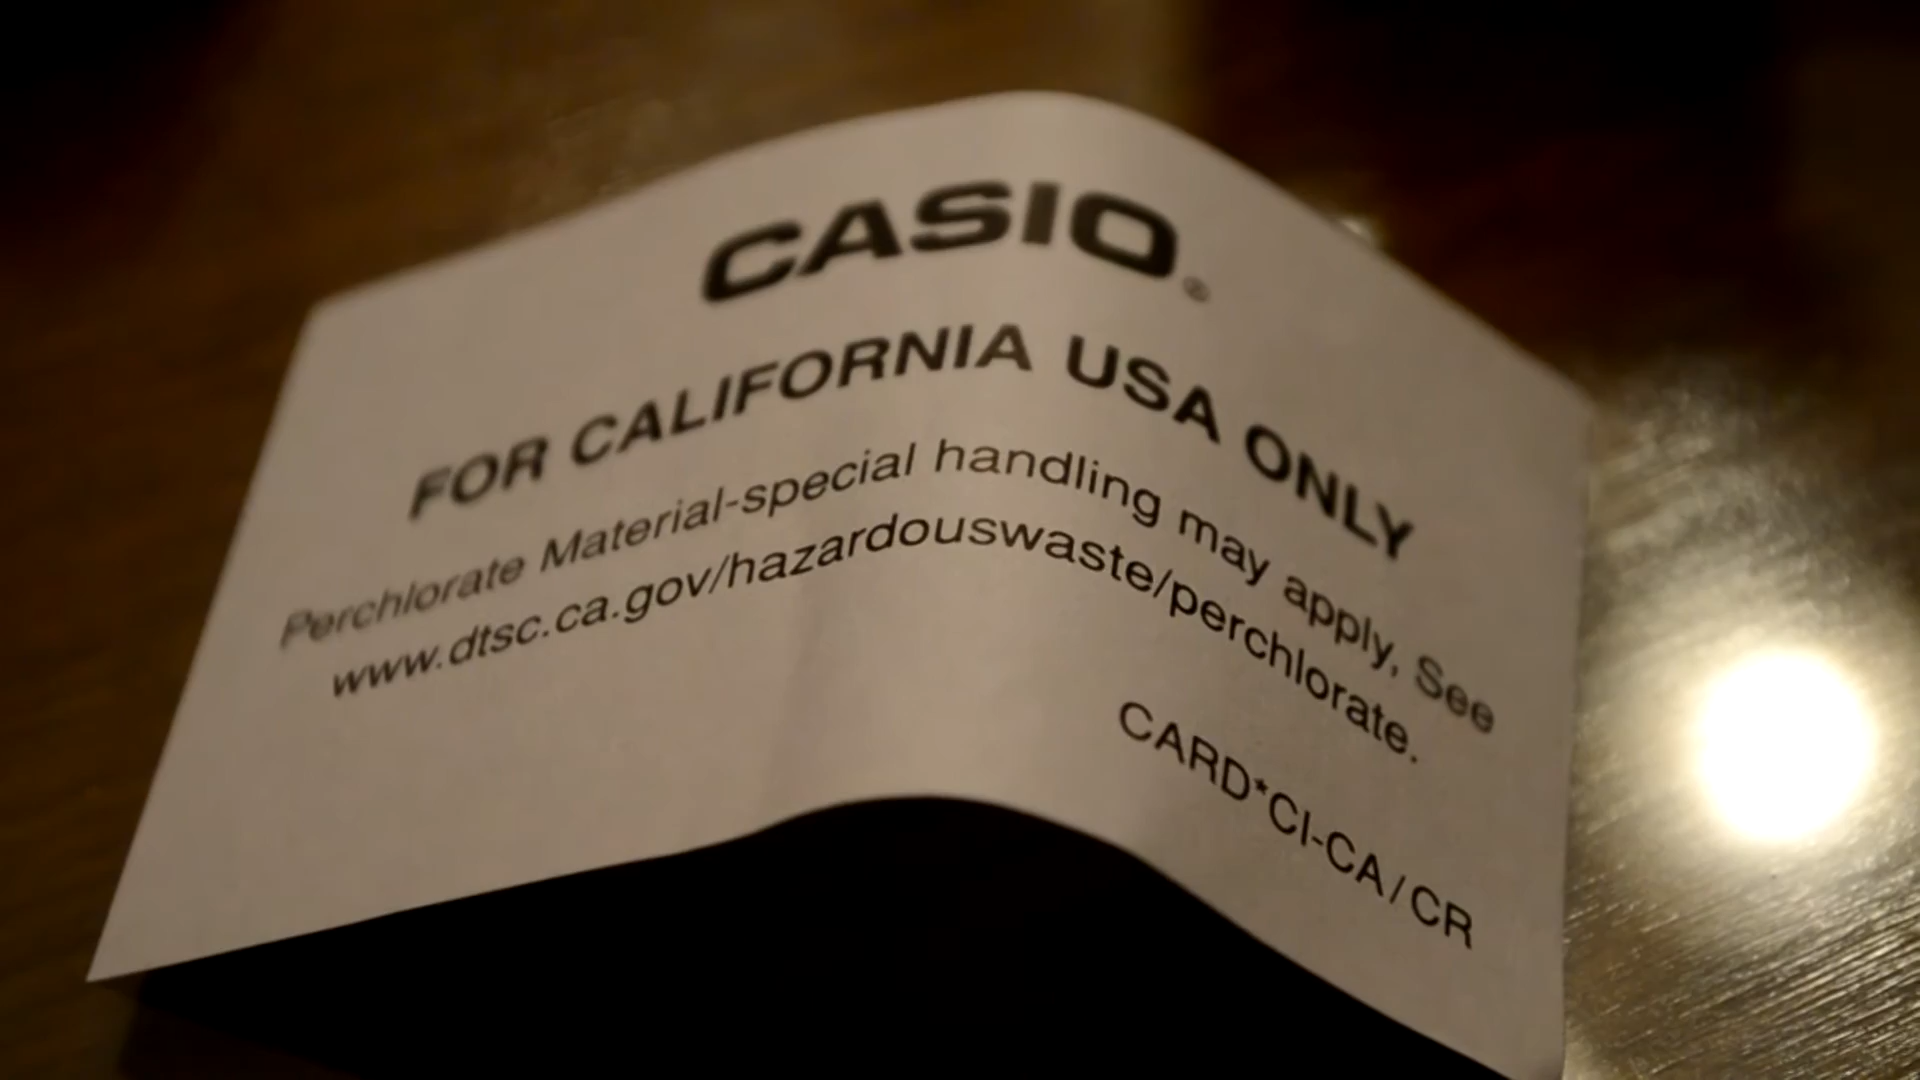 CASIO®
FOR CALIFORNIA USA ONLY
Perchlorate Material-special handling may apply, See
www.dtsc.ca.gov/hazardouswaste/perchlorate.
CARD*CI-CA/CR